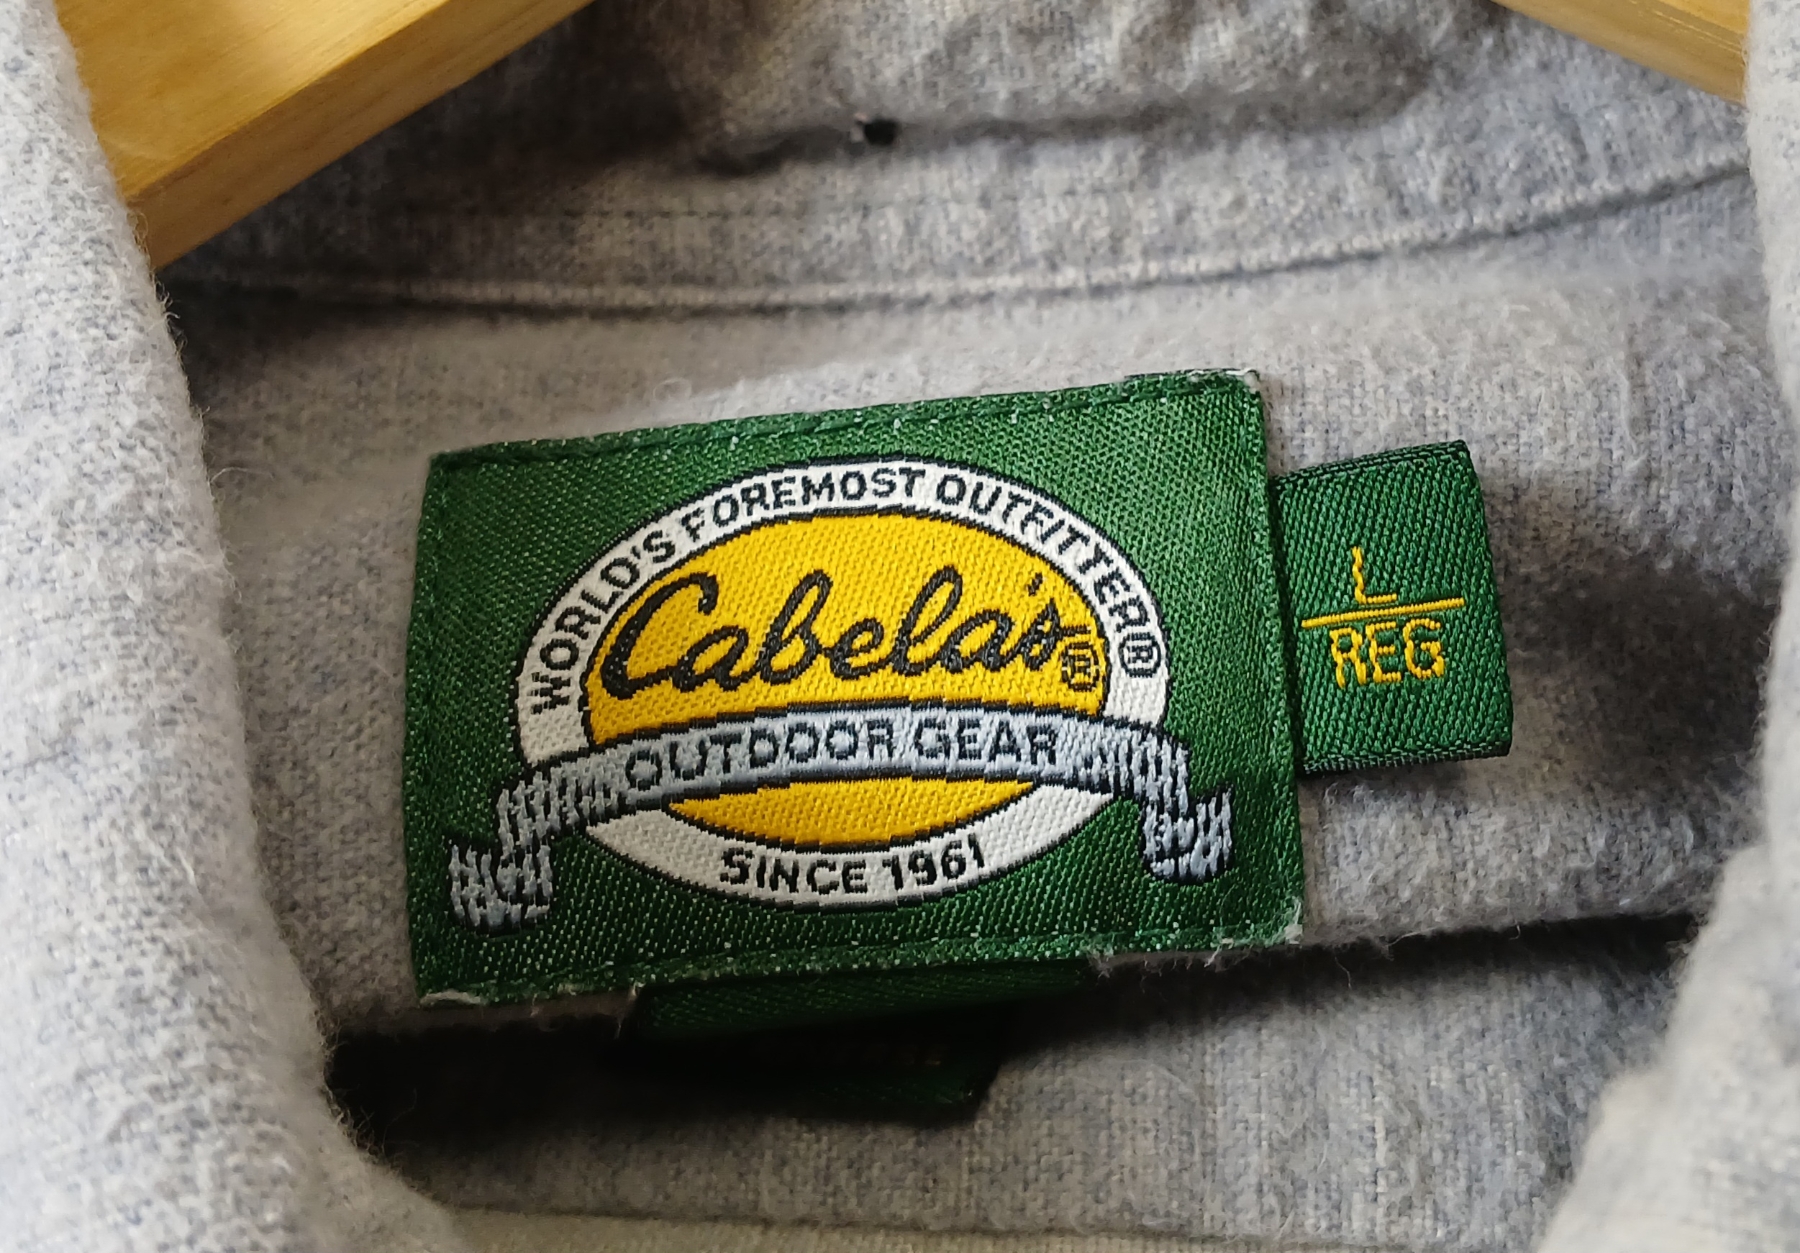 WORLD'S FOREMOST OUTFITTER®
Cabela's®
OUTDOOR GEAR
SINCE 1961
L
REG